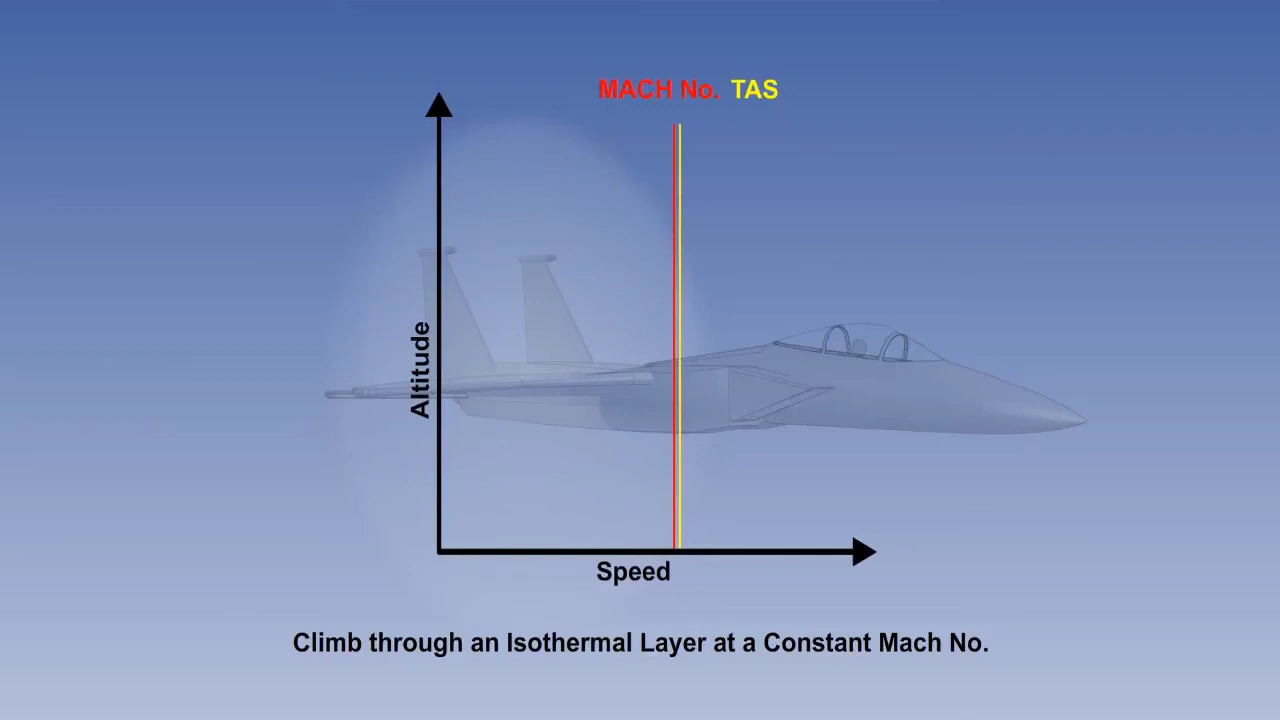 MACH No. TAS
Altitude
Speed
Climb through an Isothermal Layer at a Constant Mach No.